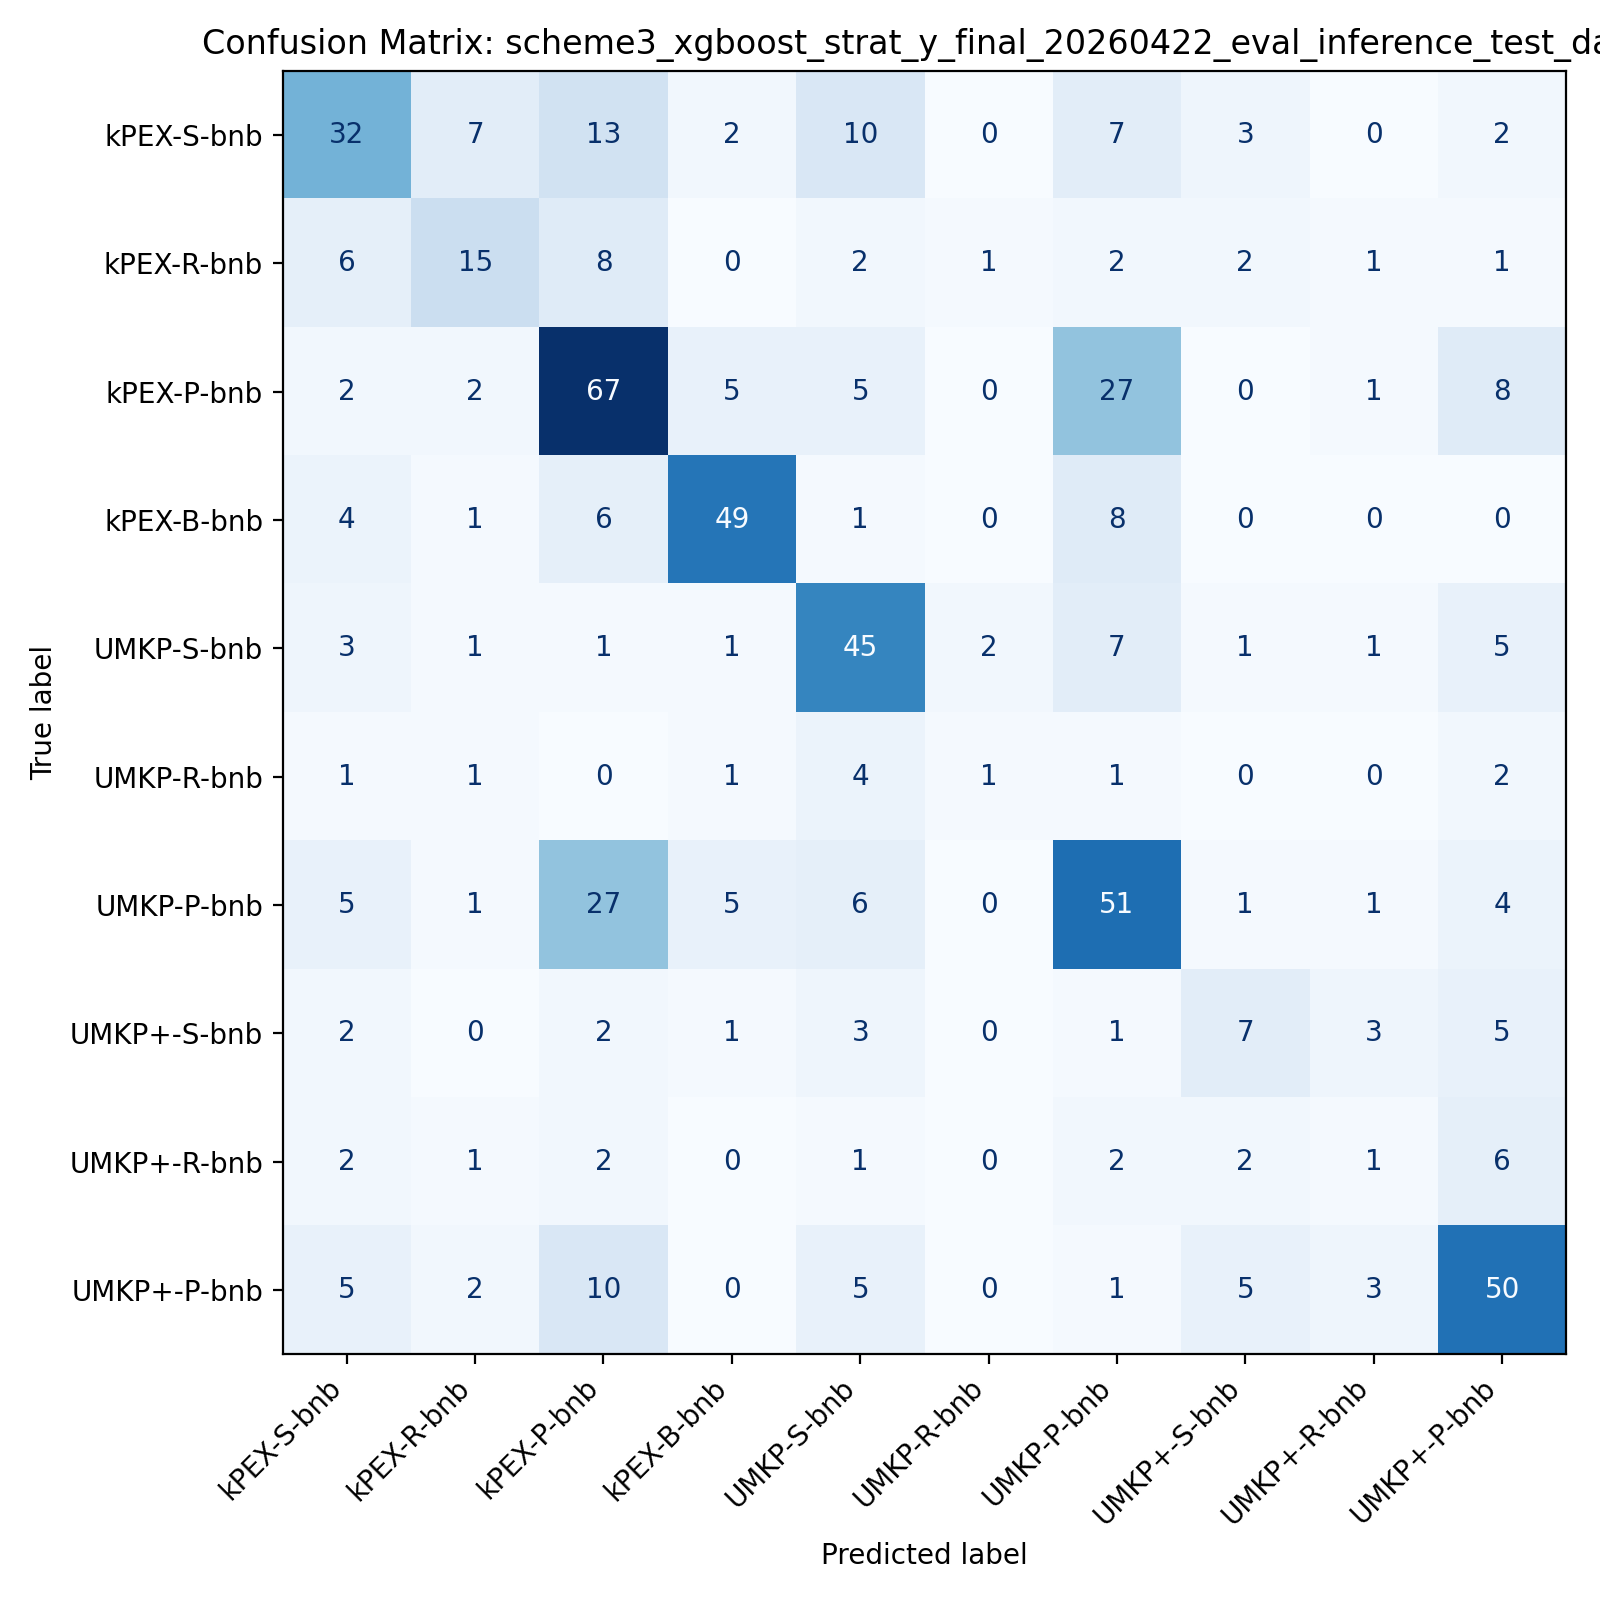 Confusion Matrix: scheme3_xgboost_strat_y_final_20260422_eval_inference_test_da
kPEX-S-bnb 32 7 13 2 10 0 7 3 0 2
kPEX-R-bnb 6 15 8 0 2 1 2 2 1 1
kPEX-P-bnb 2 2 67 5 5 0 27 0 1 8
kPEX-B-bnb 4 1 6 49 1 0 8 0 0 0
UMKP-S-bnb 3 1 1 1 45 2 7 1 1 5
UMKP-R-bnb 1 1 0 1 4 1 1 0 0 2
UMKP-P-bnb 5 1 27 5 6 0 51 1 1 4
UMKP+-S-bnb 2 0 2 1 3 0 1 7 3 5
UMKP+-R-bnb 2 1 2 0 1 0 2 2 1 6
UMKP+-P-bnb 5 2 10 0 5 0 1 5 3 50
True label
kPEX-S-bnb kPEX-R-bnb kPEX-P-bnb kPEX-B-bnb UMKP-S-bnb UMKP-R-bnb UMKP-P-bnb UMKP+-S-bnb UMKP+-R-bnb UMKP+-P-bnb
Predicted label